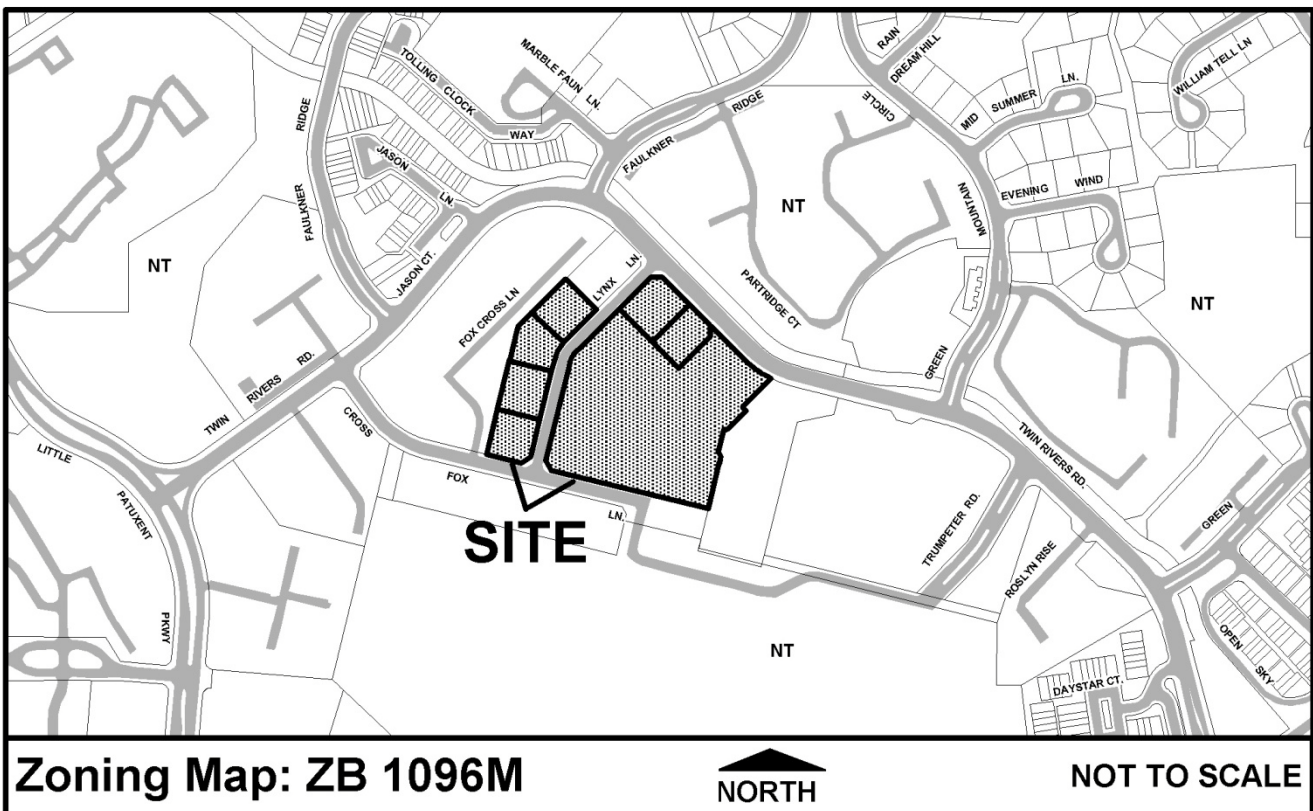 RAIN
DREAM HILL
WILLIAM TELL LN
MARBLE FAUN LN.
TOLLING CLOCK WAY
MID SUMMER LN.
RIDGE
FAULKNER
JASON LN.
FAULKNER RIDGE
CIRCLE
EVENING WIND
MOUNTAIN
GREEN
NT
NT
NT
JASON CT.
LYNX LN.
FOX CROSS LN
PARTRIDGE CT
TWIN RIVERS RD.
CROSS
FOX
LN.
SITE
LITTLE
PATUXENT
PKWY
TWIN RIVERS RD.
TRUMPETER RD.
ROSLYN RISE
GREEN
OPEN SKY
NT
DAYSTAR CT.
Zoning Map: ZB 1096M
NORTH
NOT TO SCALE